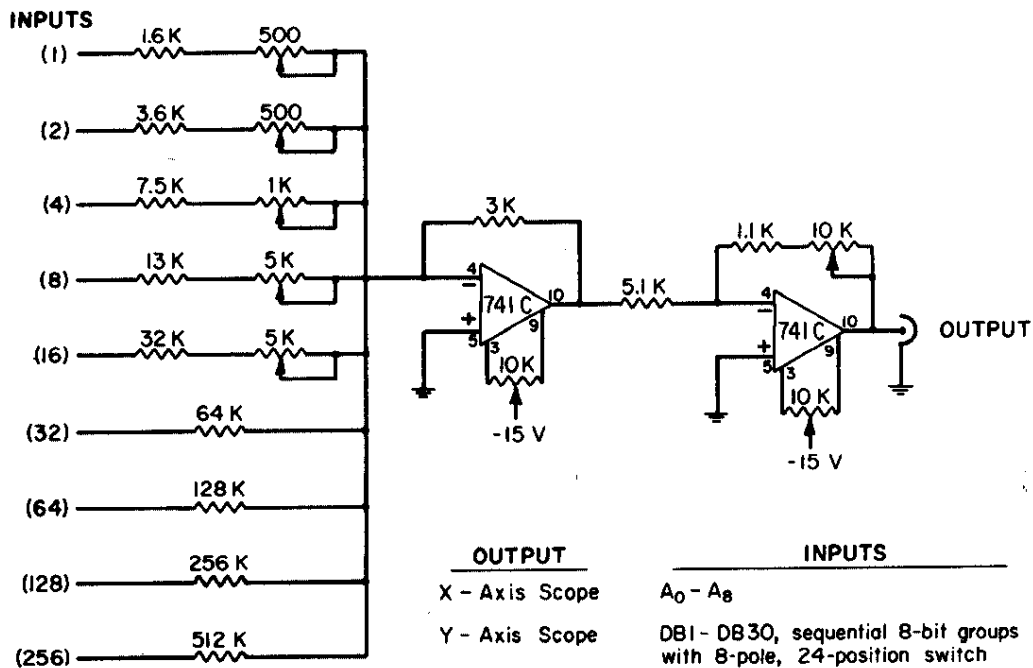 INPUTS
(1) 1.6 K 500
(2) 3.6 K 500
(4) 7.5 K 1 K
(8) 13 K 5 K
(16) 32 K 5 K
(32) 64 K
(64) 128 K
(128) 256 K
(256) 512 K
3 K
4 − 741 C 10
+ 5 3 9
10 K
-15 V
5.1 K
1.1 K 10 K
4 − 741 C 10
+ 5 3 9
10 K
-15 V
OUTPUT
OUTPUT INPUTS
X - Axis Scope A0 - A8
Y - Axis Scope DB1 - DB30, sequential 8-bit groups
with 8-pole, 24-position switch